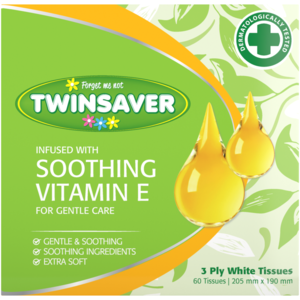 DERMATOLOGICALLY TESTED
Forget me not
TWINSAVER
INFUSED WITH
SOOTHING
VITAMIN E
FOR GENTLE CARE
GENTLE & SOOTHING
SOOTHING INGREDIENTS
EXTRA SOFT
3 Ply White Tissues
60 Tissues | 205 mm x 190 mm